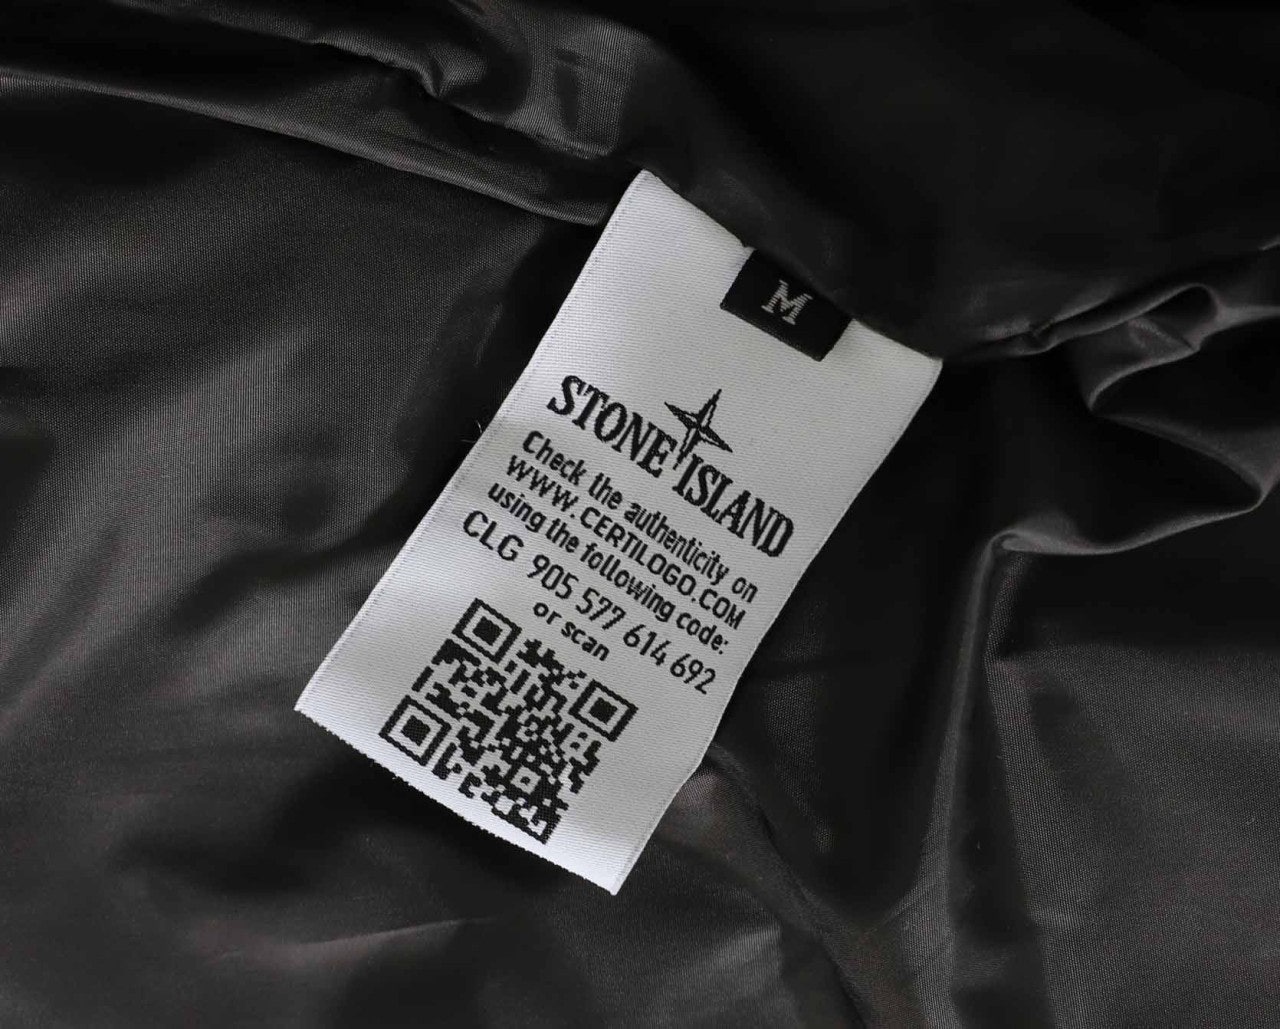 M
STONE ISLAND
Check the authenticity on
WWW.CERTILOGO.COM
using the following code:
CLG 905 577 614 692
or scan